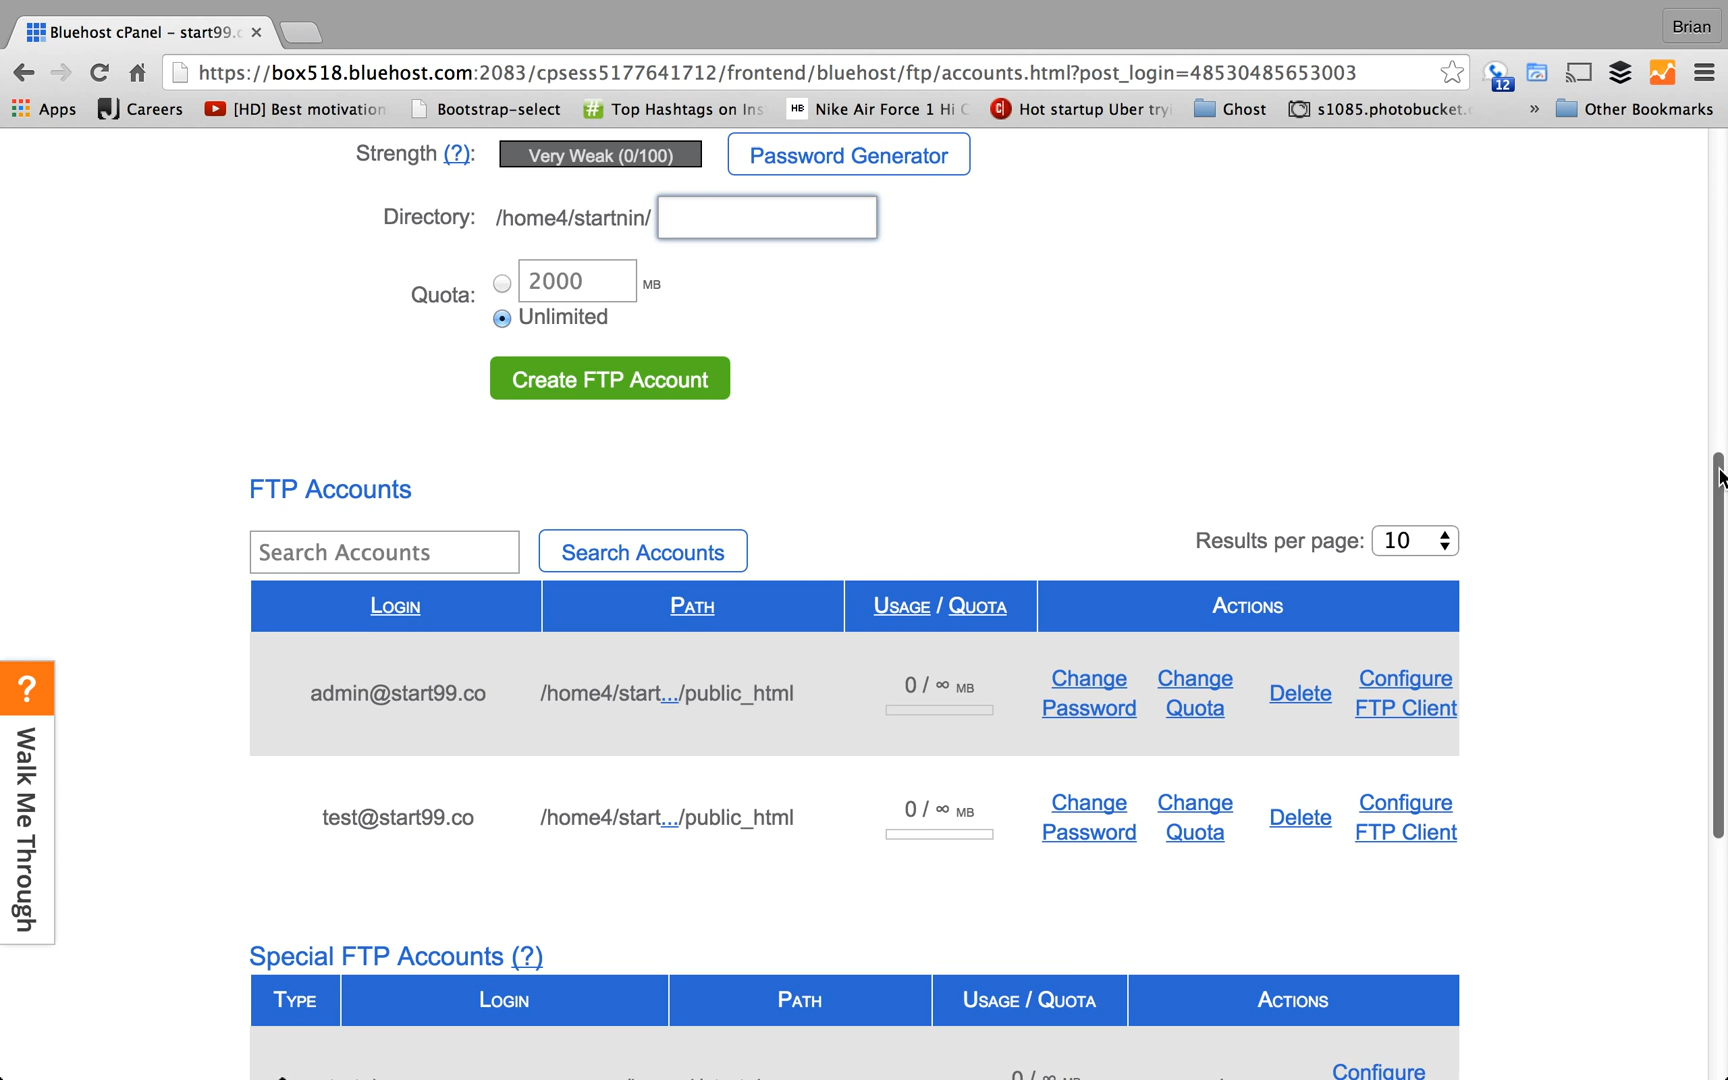 Bluehost cPanel – start99.c
Brian
https://box518.bluehost.com:2083/cpsess5177641712/frontend/bluehost/ftp/accounts.html?post_login=48530485653003
12
Apps Careers [HD] Best motivation Bootstrap-select Top Hashtags on Ins Nike Air Force 1 Hi Hot startup Uber tryi Ghost s1085.photobucket. » Other Bookmarks
Strength (?): Very Weak (0/100) Password Generator
Directory: /home4/startnin/
Quota: 2000 MB
Unlimited
Create FTP Account
FTP Accounts
Search Accounts Search Accounts Results per page: 10
Login Path Usage / Quota Actions
admin@start99.co /home4/start.../public_html 0 / ∞ MB Change Password Change Quota Delete Configure FTP Client
test@start99.co /home4/start.../public_html 0 / ∞ MB Change Password Change Quota Delete Configure FTP Client
? Walk Me Through
Special FTP Accounts (?)
Type Login Path Usage / Quota Actions
Configure